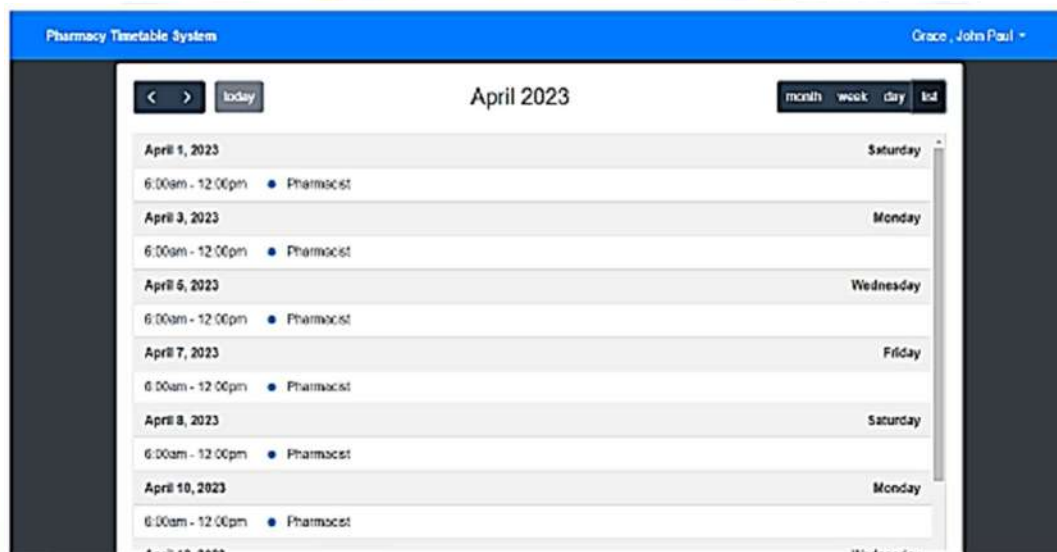 Pharmacy Timetable System
Grace , John Paul
today
April 2023
month week day list
April 1, 2023 Saturday
6:00am - 12:00pm Pharmacist
April 3, 2023 Monday
6:00am - 12:00pm Pharmacist
April 5, 2023 Wednesday
6:00am - 12:00pm Pharmacist
April 7, 2023 Friday
6:00am - 12:00pm Pharmacist
April 8, 2023 Saturday
6:00am - 12:00pm Pharmacist
April 10, 2023 Monday
6:00am - 12:00pm Pharmacist